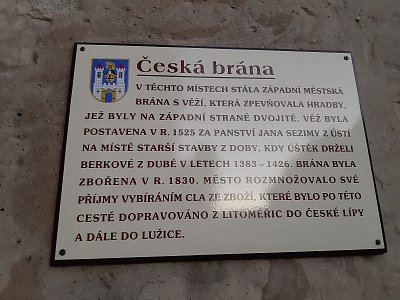 Česká brána
V TĚCHTO MÍSTECH STÁLA ZÁPADNÍ MĚSTSKÁ
BRÁNA S VĚŽÍ, KTERÁ ZPEVŇOVALA HRADBY,
JEŽ BYLY NA ZÁPADNÍ STRANĚ DVOJITÉ. VĚŽ BYLA
POSTAVENA V R. 1525 ZA PANSTVÍ JANA SEZIMY Z ÚSTÍ
NA MÍSTĚ STARŠÍ STAVBY Z DOBY, KDY ÚŠTĚK DRŽELI
BERKOVÉ Z DUBÉ V LETECH 1383 – 1426. BRÁNA BYLA
ZBOŘENA V R. 1830. MĚSTO ROZMNOŽOVALO SVÉ
PŘÍJMY VYBÍRÁNÍM CLA ZE ZBOŽÍ, KTERÉ BYLO PO TÉTO
CESTĚ DOPRAVOVÁNO Z LITOMĚŘIC DO ČESKÉ LÍPY
A DÁLE DO LUŽICE.